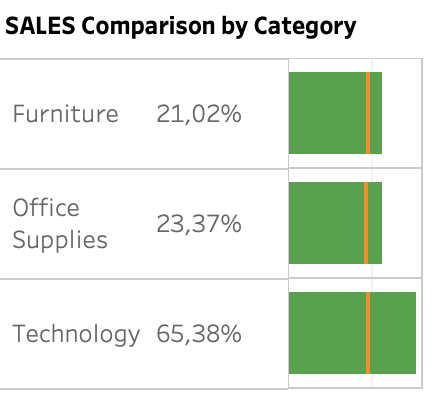 SALES Comparison by Category
Furniture 21,02%
Office
Supplies 23,37%
Technology 65,38%